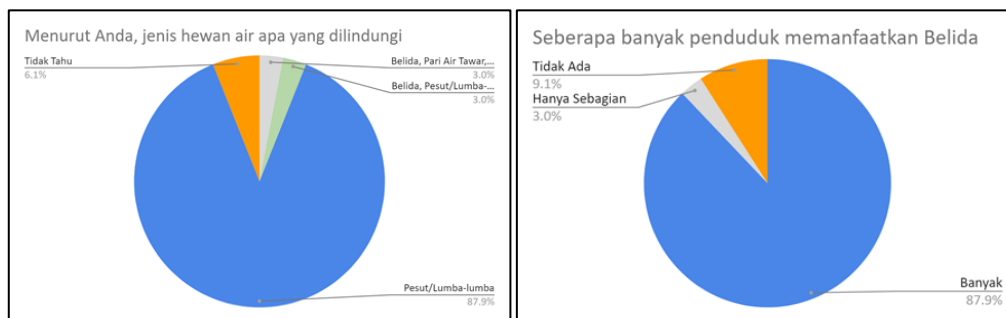 Menurut Anda, jenis hewan air apa yang dilindungi
Tidak Tahu
6.1%
Belida, Pari Air Tawar,...
3.0%
Belida, Pesut/Lumba-...
3.0%
Pesut/Lumba-lumba
87.9%
Seberapa banyak penduduk memanfaatkan Belida
Tidak Ada
9.1%
Hanya Sebagian
3.0%
Banyak
87.9%